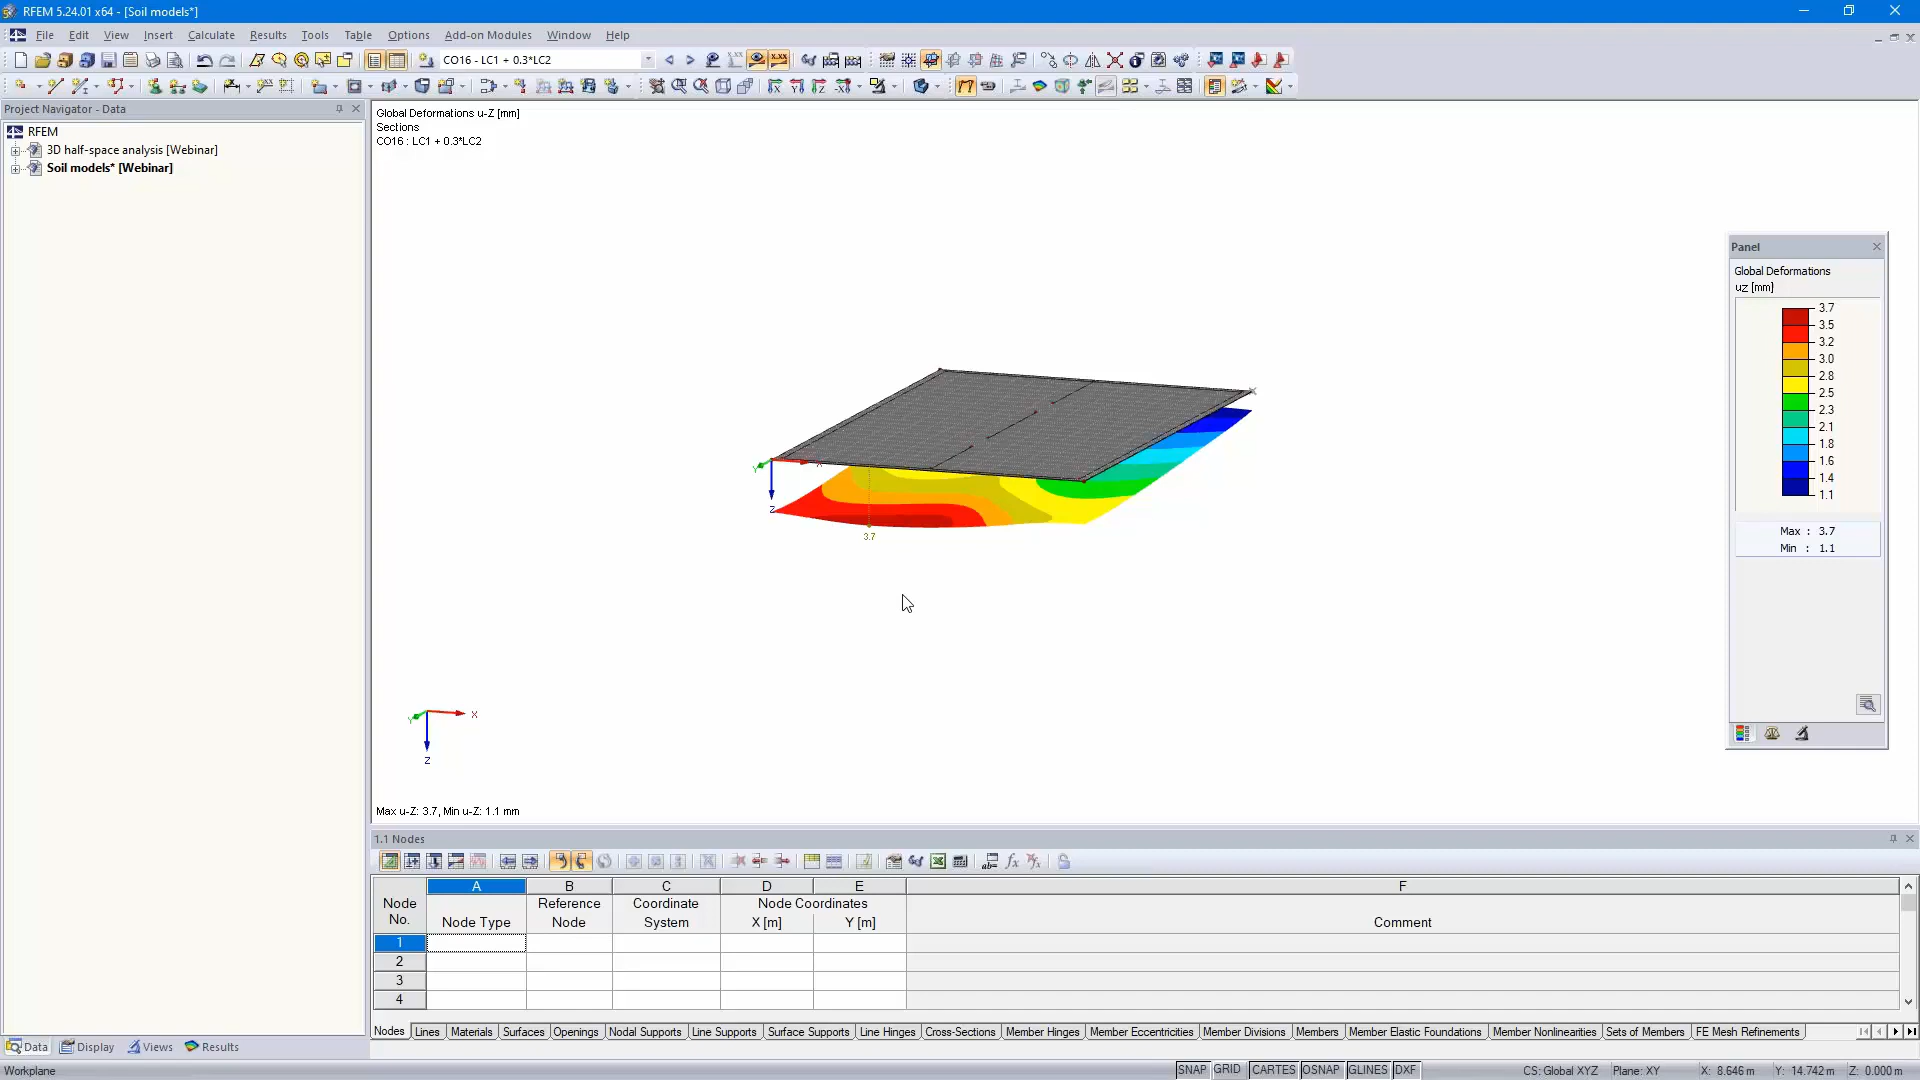 RFEM 5.24.01 x64 - [Soil models*]
File Edit View Insert Calculate Results Tools Table Options Add-on Modules Window Help
CO16 - LC1 + 0.3*LC2
Project Navigator - Data
RFEM
3D half-space analysis [Webinar]
Soil models* [Webinar]
Global Deformations u-Z [mm]
Sections
CO16 : LC1 + 0.3*LC2
Panel
Global Deformations
uZ [mm]
3.7
3.5
3.2
3.0
2.8
2.5
2.3
2.1
1.8
1.6
1.4
1.1
Max : 3.7
Min : 1.1
Y
X
Z
3.7
Y
X
Z
Max u-Z: 3.7, Min u-Z: 1.1 mm
1.1 Nodes
A B C D E F
Node Reference Coordinate Node Coordinates
No. Node Type Node System X [m] Y [m] Comment
1
2
3
4
Nodes Lines Materials Surfaces Openings Nodal Supports Line Supports Surface Supports Line Hinges Cross-Sections Member Hinges Member Eccentricities Member Divisions Members Member Elastic Foundations Member Nonlinearities Sets of Members FE Mesh Refinements
Data Display Views Results
Workplane SNAP GRID CARTES OSNAP GLINES DXF CS: Global XYZ Plane: XY X: 8.646 m Y: 14.742 m Z: 0.000 m